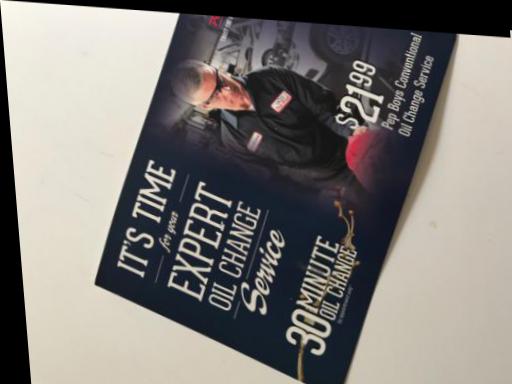 IT'S TIME
for your
EXPERT
OIL CHANGE
Service
30 MINUTE
OIL CHANGE
$21.99
Pep Boys Conventional
Oil Change Service